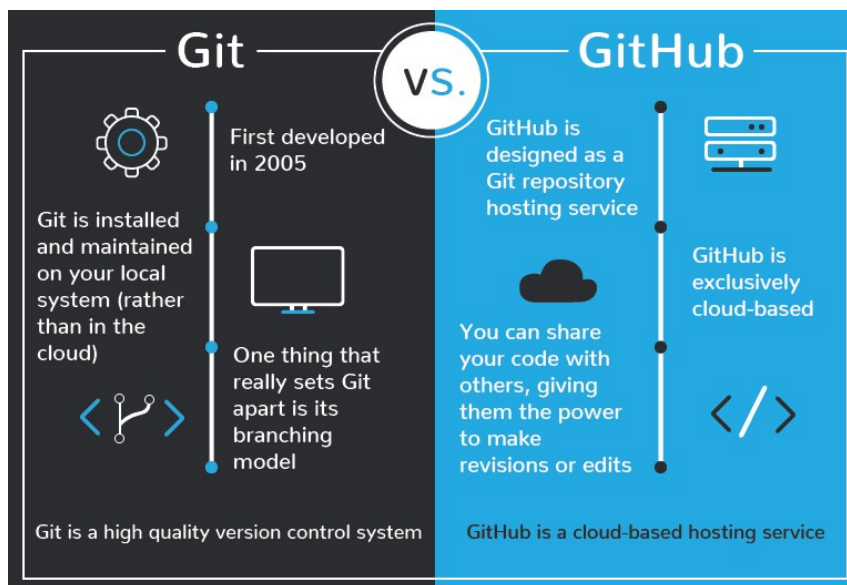 Git
vs.
GitHub
First developed
in 2005
Git is installed
and maintained
on your local
system (rather
than in the
cloud)
One thing that
really sets Git
apart is its
branching
model
Git is a high quality version control system
GitHub is
designed as a
Git repository
hosting service
GitHub is
exclusively
cloud-based
You can share
your code with
others, giving
them the power
to make
revisions or edits
GitHub is a cloud-based hosting service